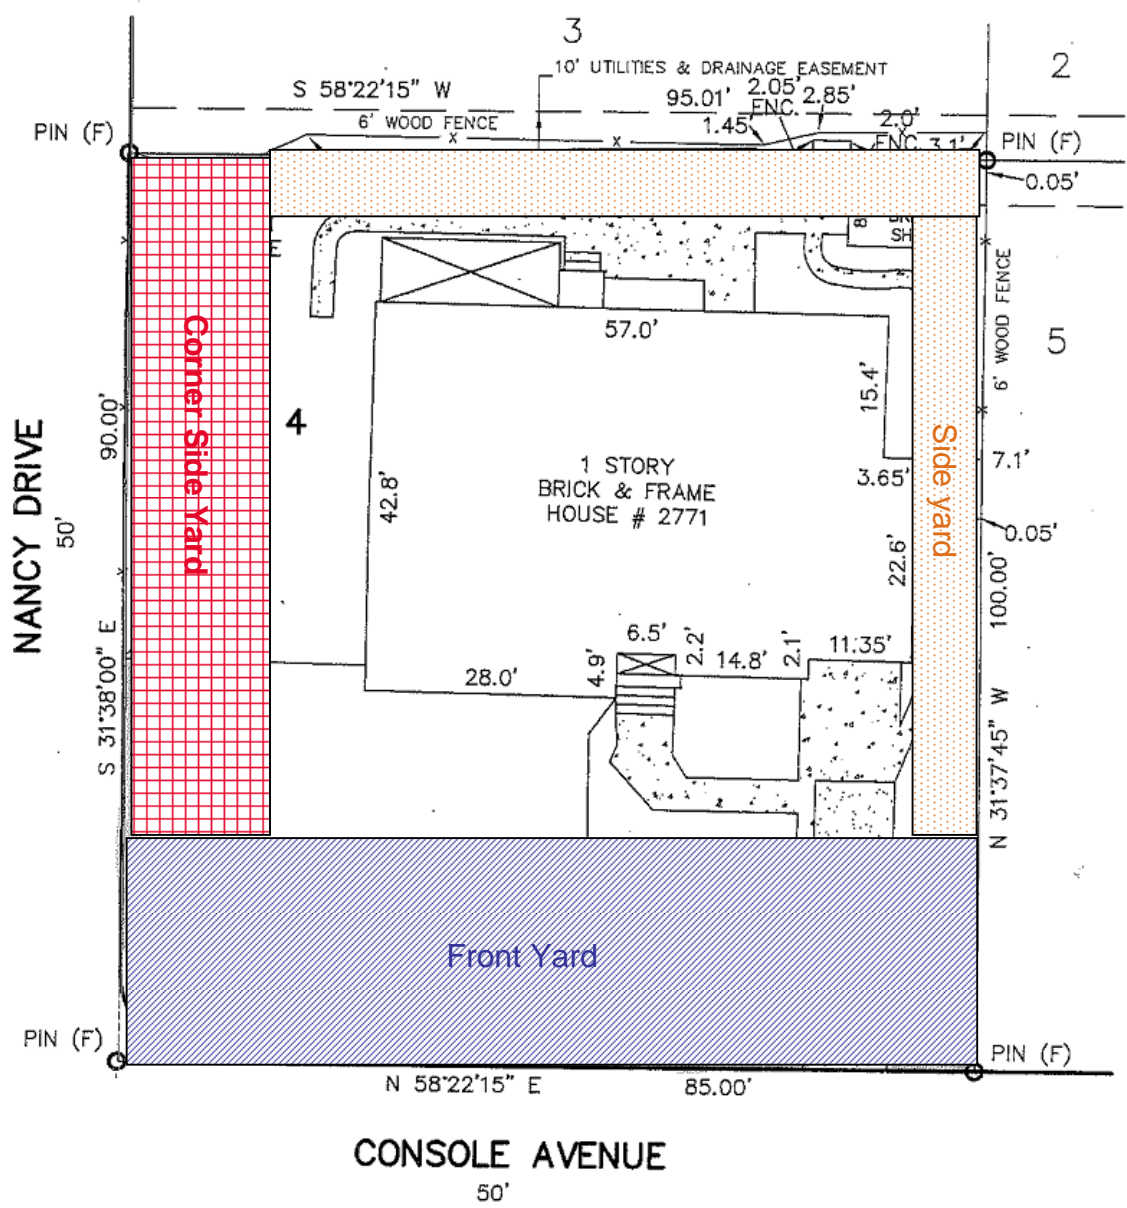 3
2
10' UTILITIES & DRAINAGE EASEMENT
S 58°22'15" W
95.01'
2.05'
ENC.
2.85'
6' WOOD FENCE
1.45'
2.0'
ENC.
3.1'
PIN (F)
PIN (F)
0.05'
8
SH
E
57.0'
6' WOOD FENCE
5
15.4'
Corner Side Yard
4
90.00'
NANCY DRIVE
50'
42.8'
1 STORY
BRICK & FRAME
HOUSE # 2771
3.65'
Side yard
7.1'
0.05'
22.6'
100.00'
S 31°38'00" E
6.5'
2.2'
4.9'
14.8'
2.1'
11.35'
28.0'
N 31°37'45" W
Front Yard
PIN (F)
PIN (F)
N 58°22'15" E
85.00'
CONSOLE AVENUE
50'